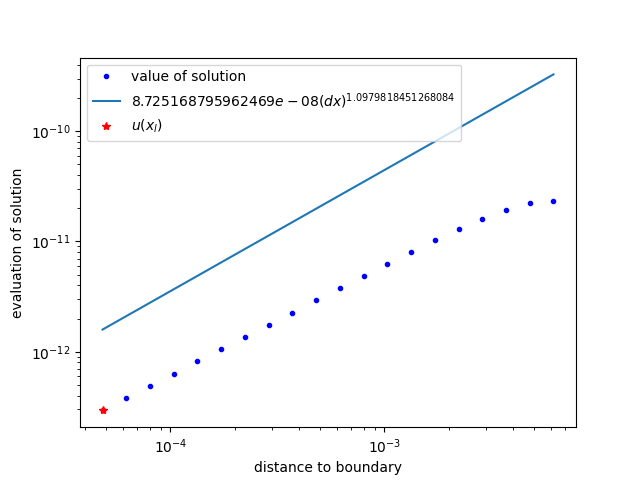 value of solution
8.725168795962469e − 08(dx)^1.0979818451268084
u(x_l)
10^−10
10^−11
10^−12
evaluation of solution
10^−4
10^−3
distance to boundary